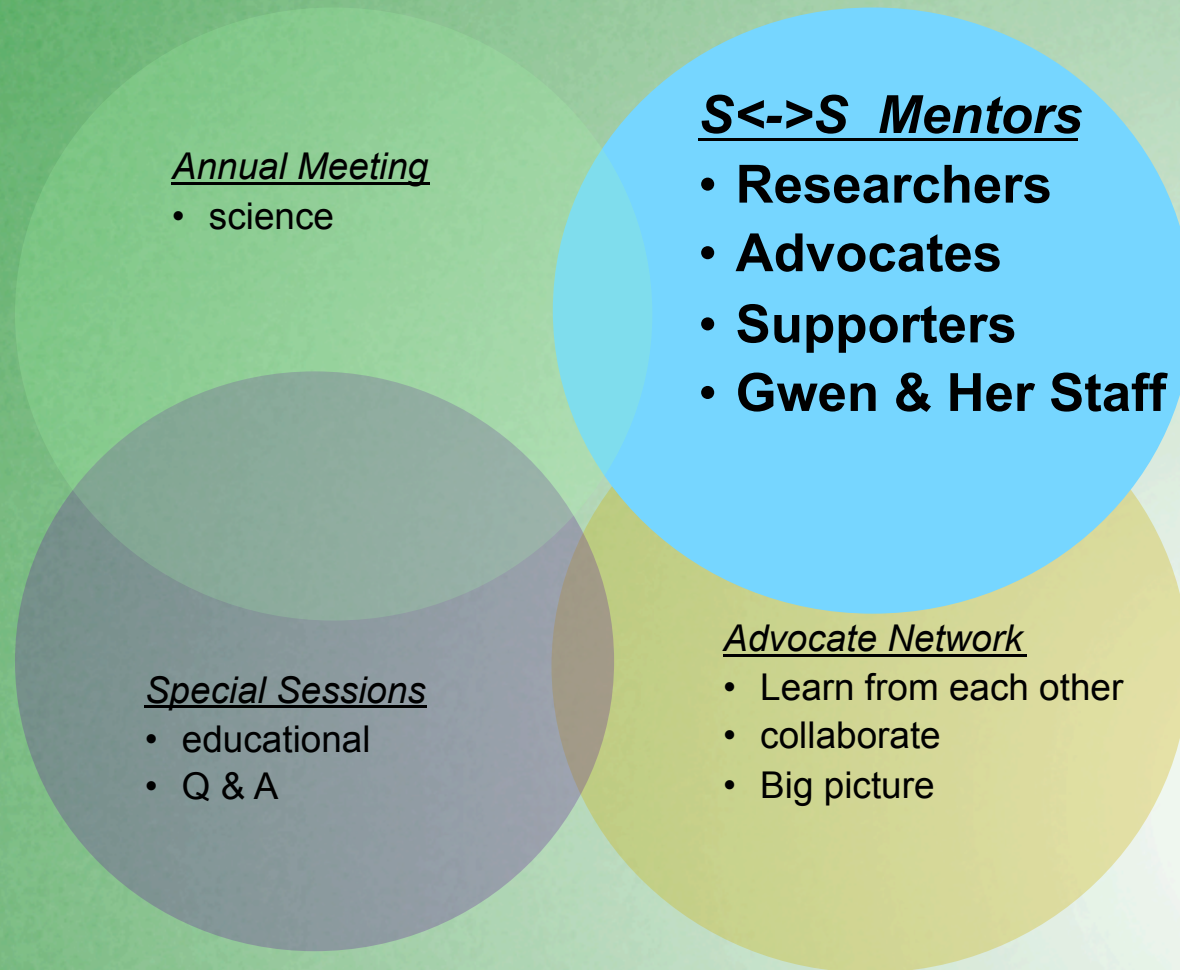 Annual Meeting
• science
S<->S Mentors
• Researchers
• Advocates
• Supporters
• Gwen & Her Staff
Special Sessions
• educational
• Q & A
Advocate Network
• Learn from each other
• collaborate
• Big picture